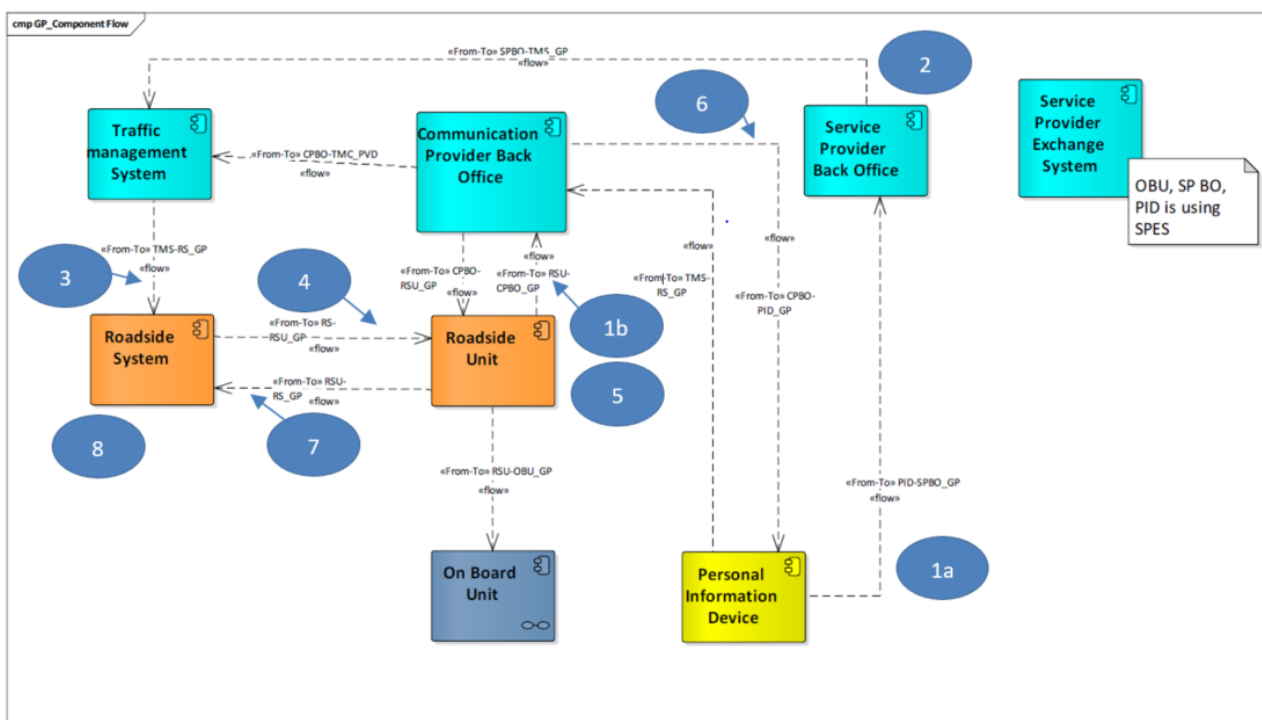 cmp GP_Component Flow
«From-To» SPBO-TMS_GP
«flow»
2
6
Traffic
management
System
Communication
Provider Back
Office
Service
Provider
Back Office
Service
Provider
Exchange
System
OBU, SP BO,
PID is using
SPES
«From-To» CPBO-TMC_PVD
«flow»
«From-To» TMS-RS_GP
«flow»
3
4
«From-To» CPBO-
RSU_GP
«flow»
«flow»
«From-To» RSU-
CPBO_GP
1b
«flow»
«From-To» TMS-
RS_GP
«flow»
«From-To» CPBO-
PID_GP
Roadside
System
«From-To» RS-
RSU_GP
«flow»
Roadside
Unit
«From-To» RSU-
RS_GP
«flow»
5
8
7
«From-To» RSU-OBU_GP
«flow»
«From-To» PID-SPBO_GP
«flow»
On Board
Unit
Personal
Information
Device
1a